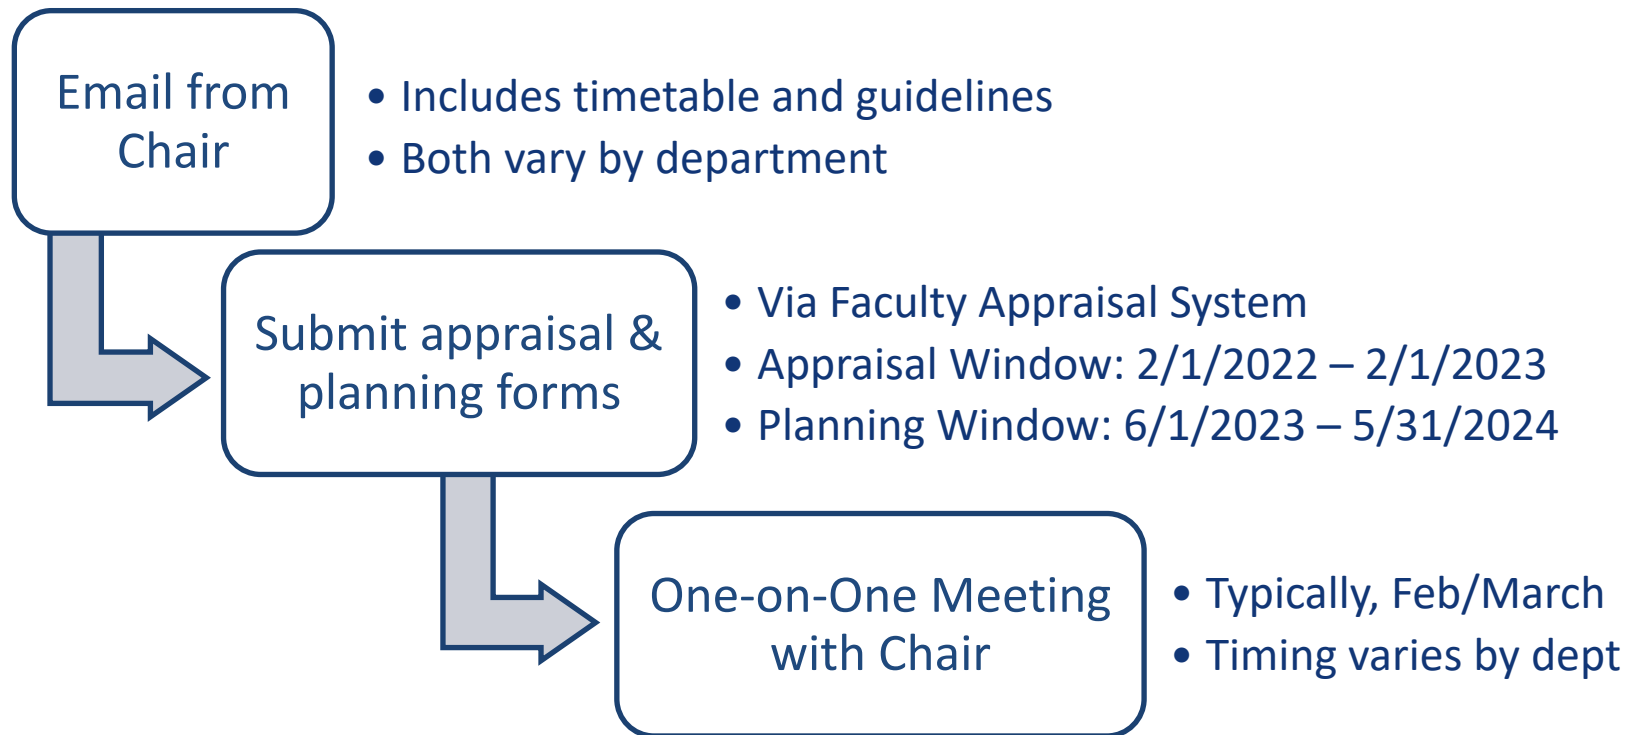 Email from
Chair
• Includes timetable and guidelines
• Both vary by department
Submit appraisal &
planning forms
• Via Faculty Appraisal System
• Appraisal Window: 2/1/2022 – 2/1/2023
• Planning Window: 6/1/2023 – 5/31/2024
One-on-One Meeting
with Chair
• Typically, Feb/March
• Timing varies by dept